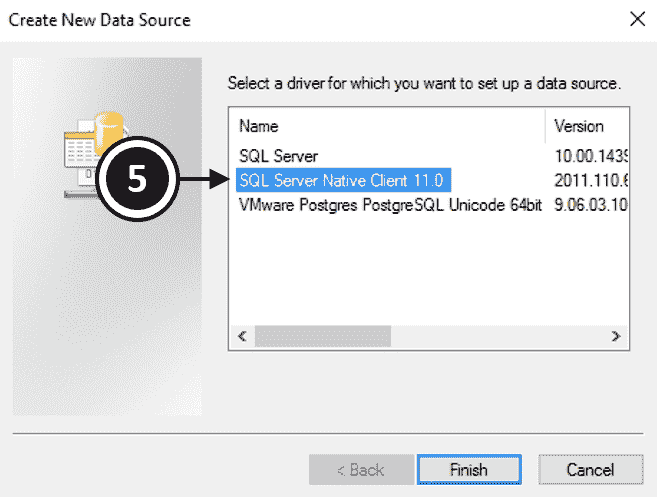 Create New Data Source
Select a driver for which you want to set up a data source.
Name Version
SQL Server 10.00.1439
5 SQL Server Native Client 11.0 2011.110.6
VMware Postgres PostgreSQL Unicode 64bit 9.06.03.10
< Back Finish Cancel